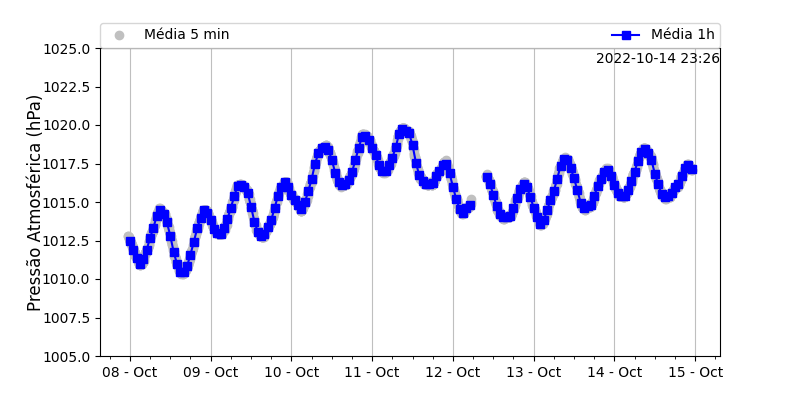 Média 5 min
Média 1h
2022-10-14 23:26
Pressão Atmosférica (hPa)
1025.0
1022.5
1020.0
1017.5
1015.0
1012.5
1010.0
1007.5
1005.0
08 - Oct
09 - Oct
10 - Oct
11 - Oct
12 - Oct
13 - Oct
14 - Oct
15 - Oct